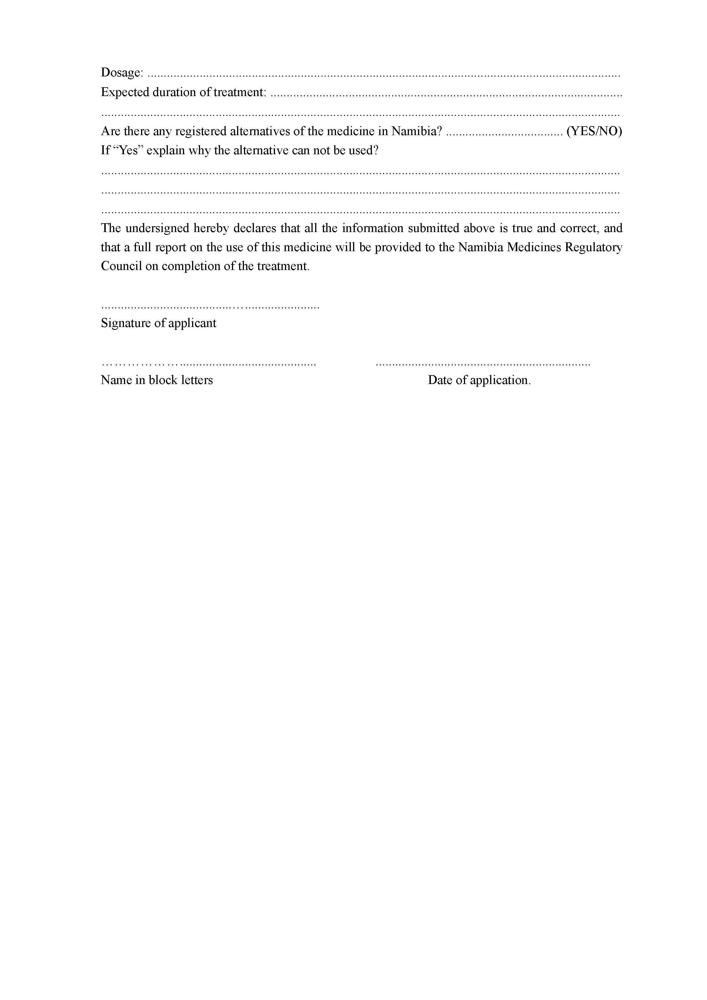 Dosage: ................................................................................................................................................
Expected duration of treatment: ............................................................................................................
...............................................................................................................................................................
Are there any registered alternatives of the medicine in Namibia? .................................... (YES/NO)
If “Yes” explain why the alternative can not be used?
...............................................................................................................................................................
...............................................................................................................................................................
...............................................................................................................................................................
The undersigned hereby declares that all the information submitted above is true and correct, and
that a full report on the use of this medicine will be provided to the Namibia Medicines Regulatory
Council on completion of the treatment.
........................................…........................
Signature of applicant
………………........................................... ..................................................................
Name in block letters Date of application.